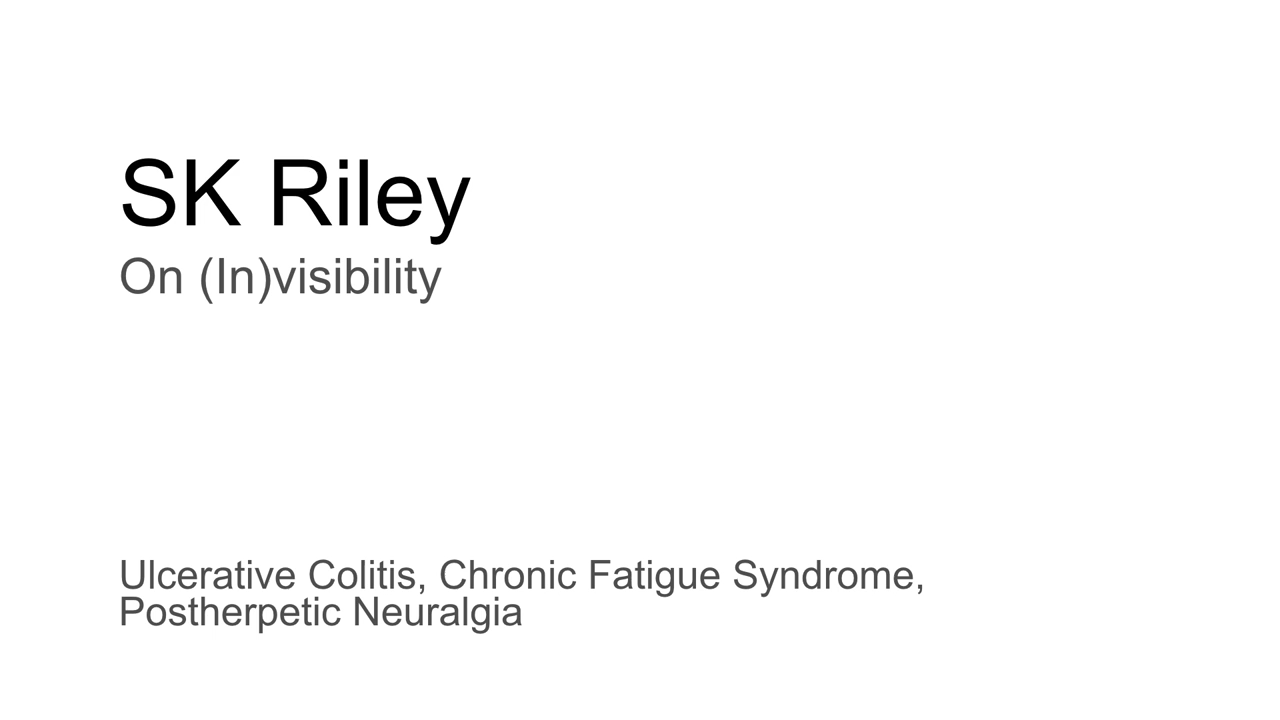 SK Riley
On (In)visibility
Ulcerative Colitis, Chronic Fatigue Syndrome,
Postherpetic Neuralgia